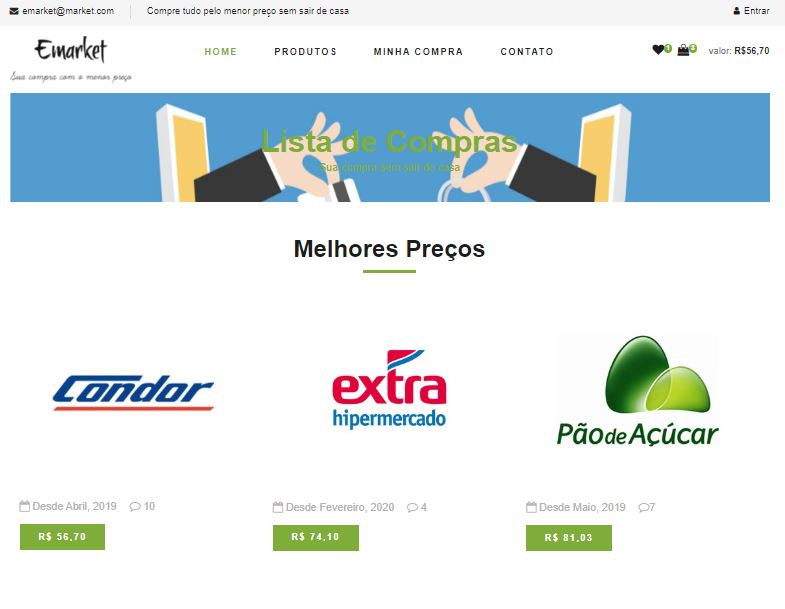 emarket@market.com Compre tudo pelo menor preço sem sair de casa Entrar
Emarket
Sua compra com o menor preço
HOME PRODUTOS MINHA COMPRA CONTATO
1 3 valor: R$56,70
Lista de Compras
Sua compra sem sair de casa
Melhores Preços
Condor
extra
hipermercado
Pão de Açúcar
Desde Abril, 2019 10
Desde Fevereiro, 2020 4
Desde Maio, 2019 7
R$ 56,70
R$ 74,10
R$ 81,03